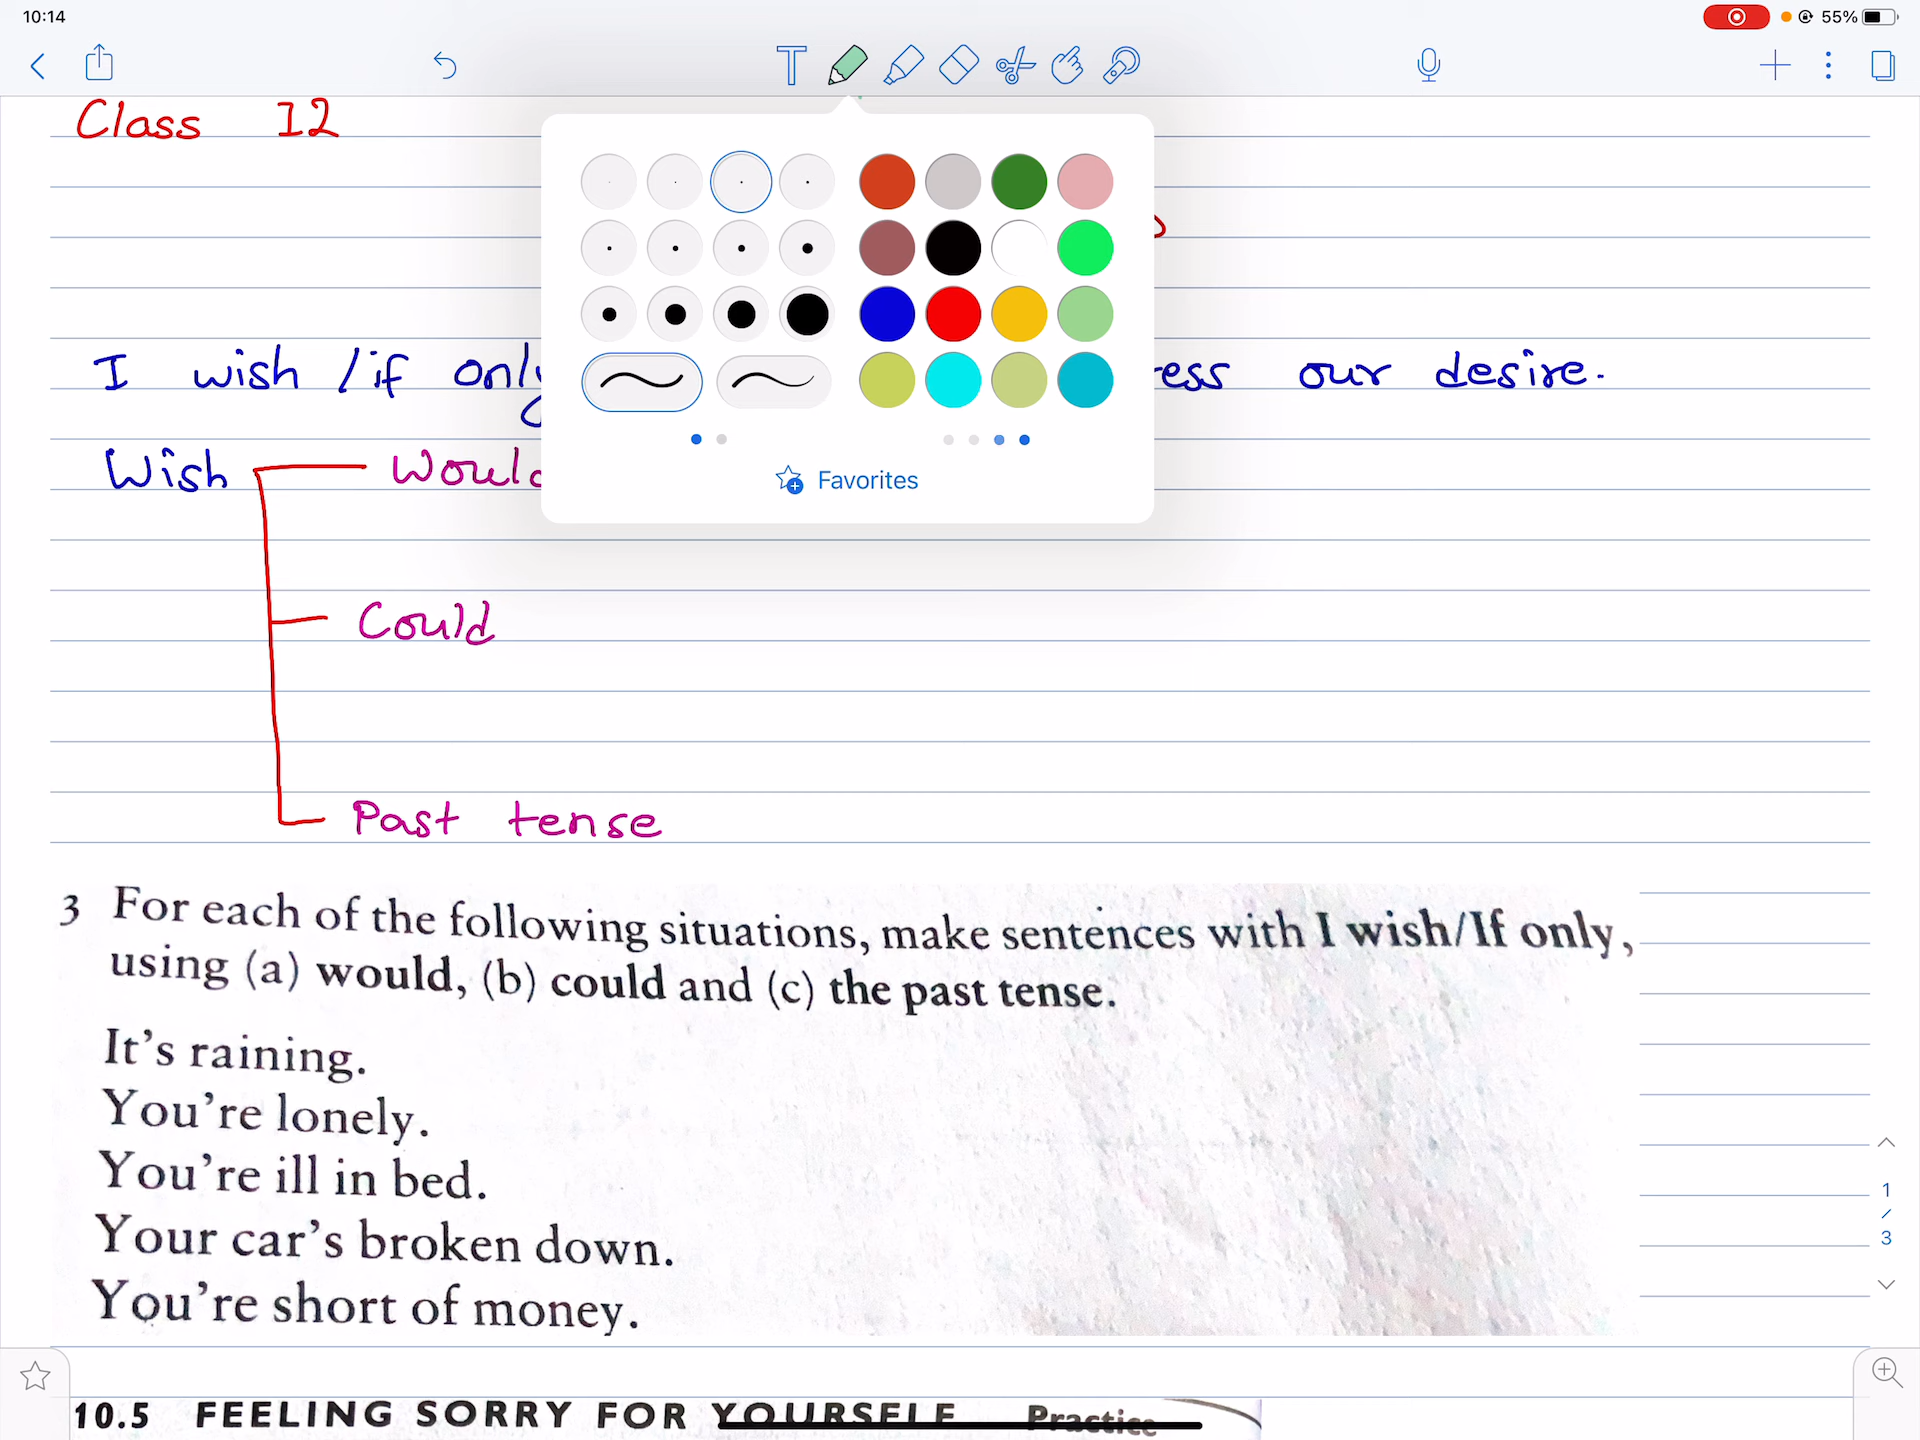 10:14
55%
Class 12
I wish /if only
ess our desire.
Wish
Would
Could
Past tense
Favorites
3 For each of the following situations, make sentences with I wish/If only,
using (a) would, (b) could and (c) the past tense.
It's raining.
You're lonely.
You're ill in bed.
Your car's broken down.
You're short of money.
1
/
3
10.5 FEELING SORRY FOR YOURSELF Practice